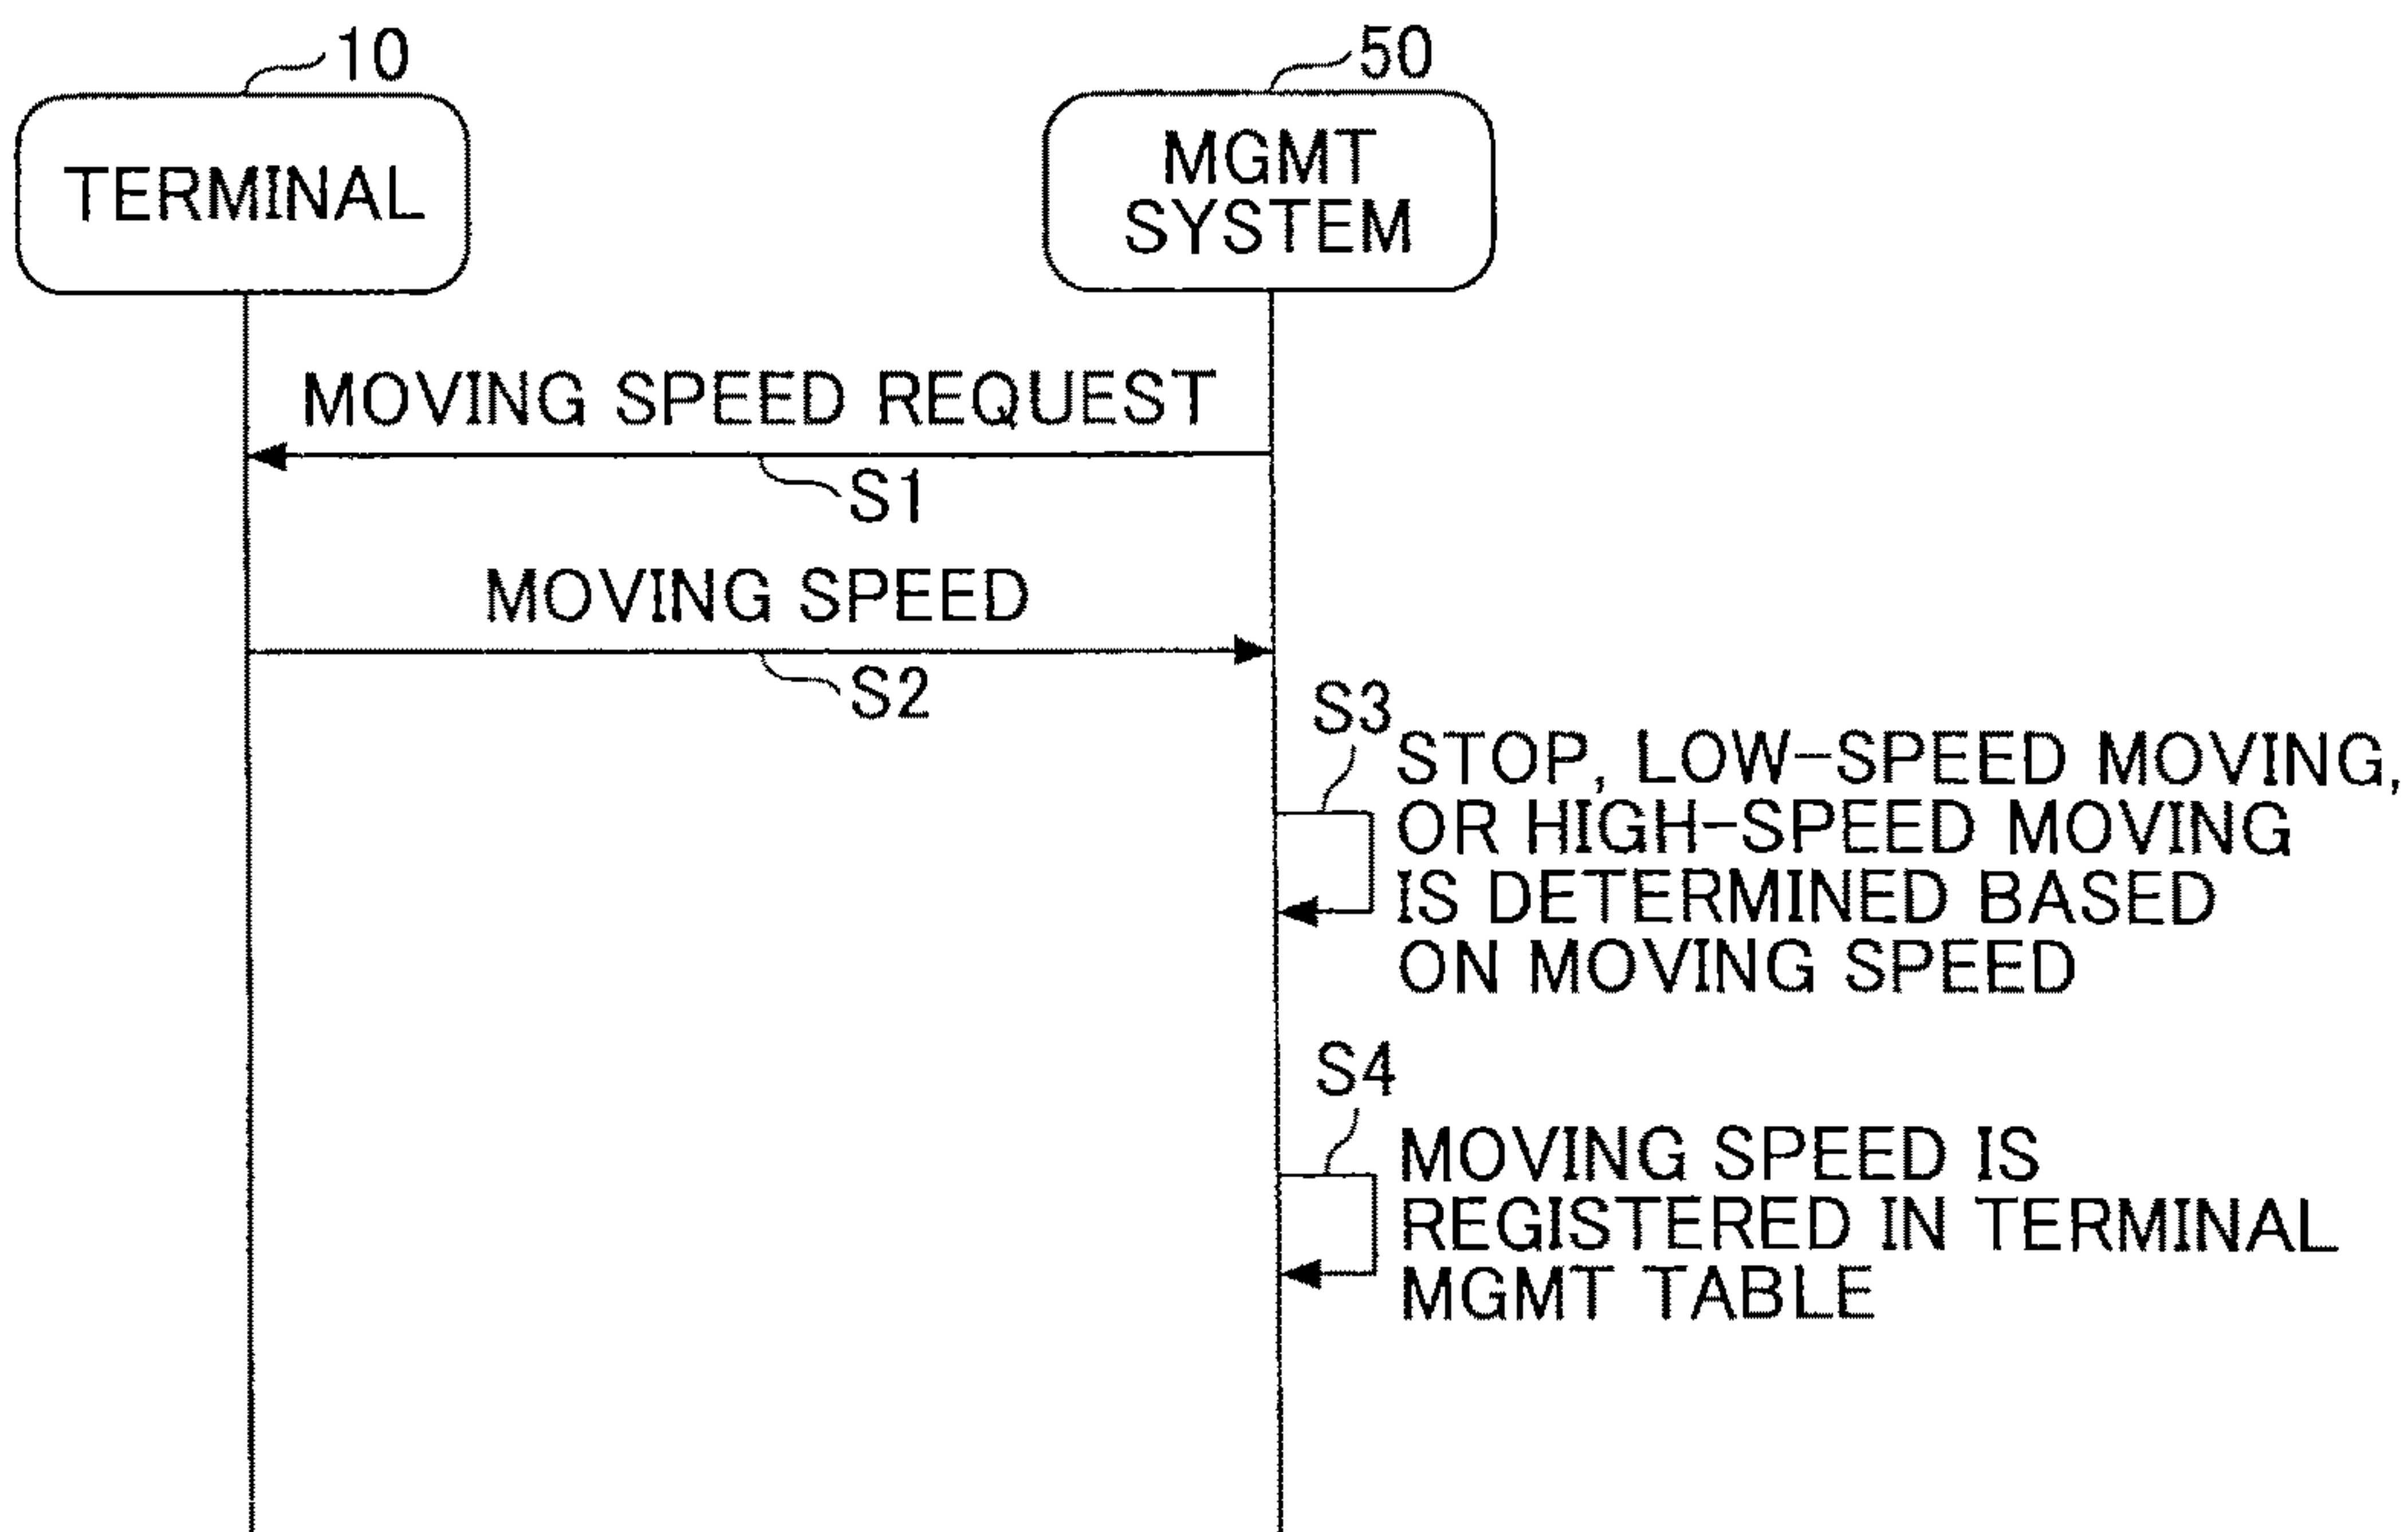 10
50
TERMINAL
MGMT
SYSTEM
MOVING SPEED REQUEST
S1
MOVING SPEED
S2
S3
STOP, LOW-SPEED MOVING,
OR HIGH-SPEED MOVING
IS DETERMINED BASED
ON MOVING SPEED
S4
MOVING SPEED IS
REGISTERED IN TERMINAL
MGMT TABLE